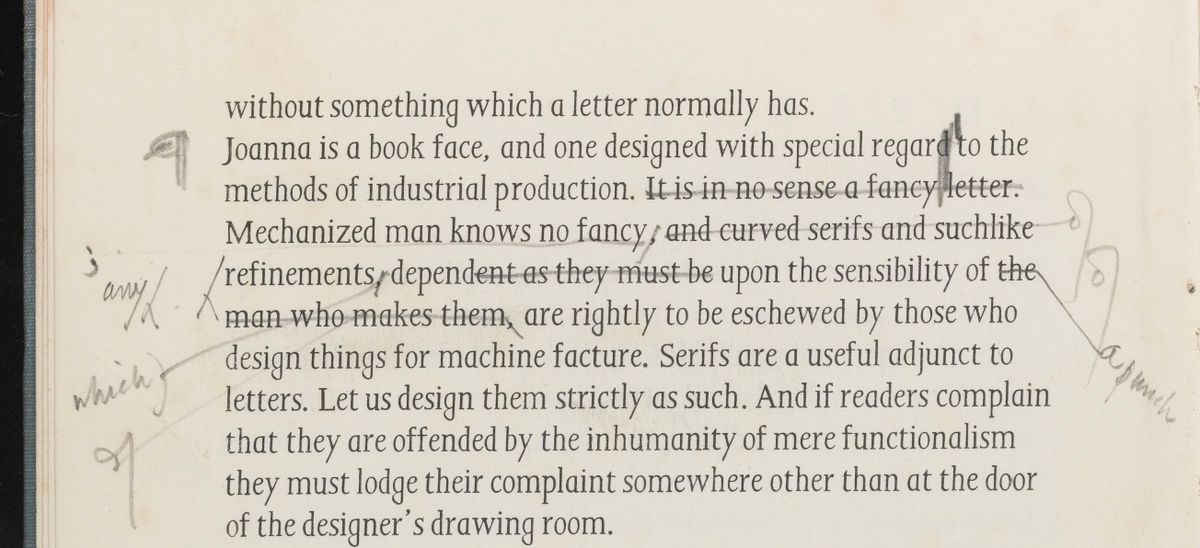 without something which a letter normally has.
¶ Joanna is a book face, and one designed with special regard to the
methods of industrial production. It is in no sense a fancy letter.
Mechanized man knows no fancy, and curved serifs and suchlike
; any refinements, dependent as they must be upon the sensibility of the
man who makes them, are rightly to be eschewed by those who
which design things for machine facture. Serifs are a useful adjunct to
a punch
letters. Let us design them strictly as such. And if readers complain
that they are offended by the inhumanity of mere functionalism
they must lodge their complaint somewhere other than at the door
of the designer's drawing room.